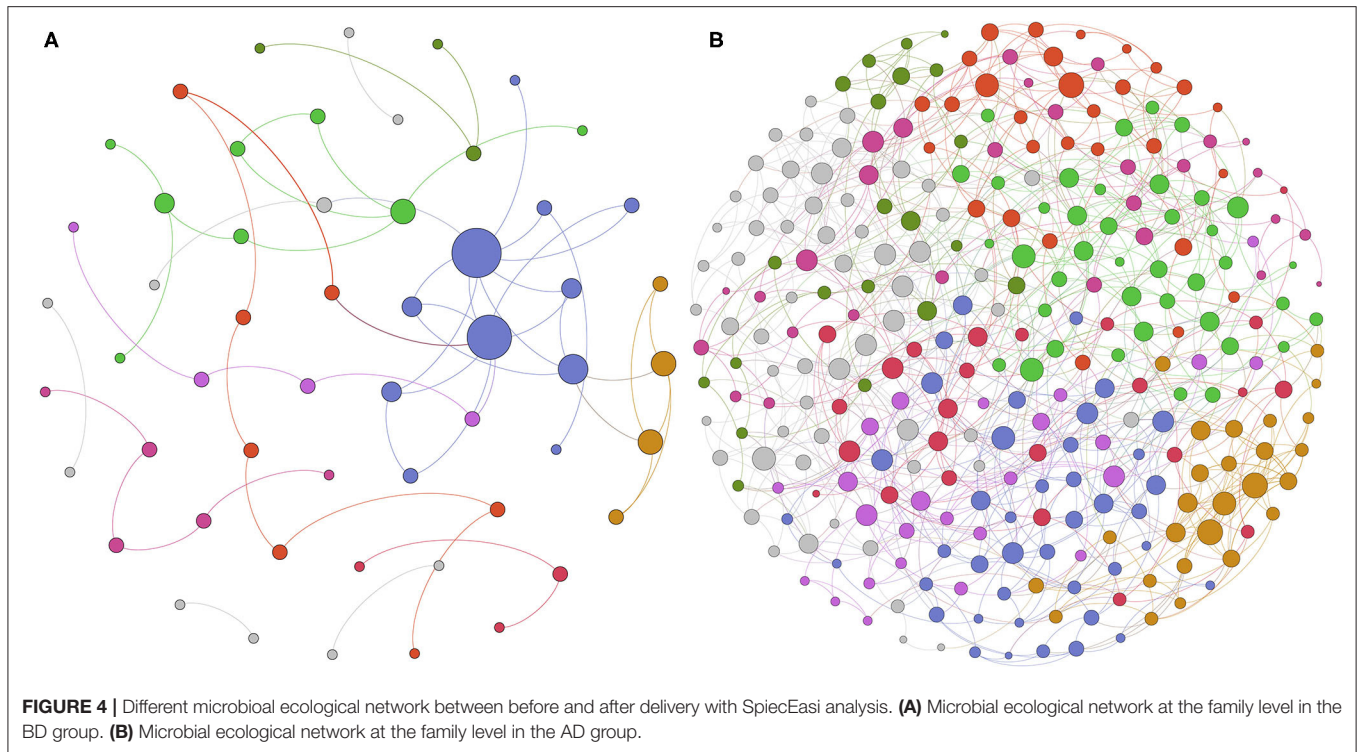 A
B
FIGURE 4 | Different microbioal ecological network between before and after delivery with SpiecEasi analysis. (A) Microbial ecological network at the family level in the
BD group. (B) Microbial ecological network at the family level in the AD group.